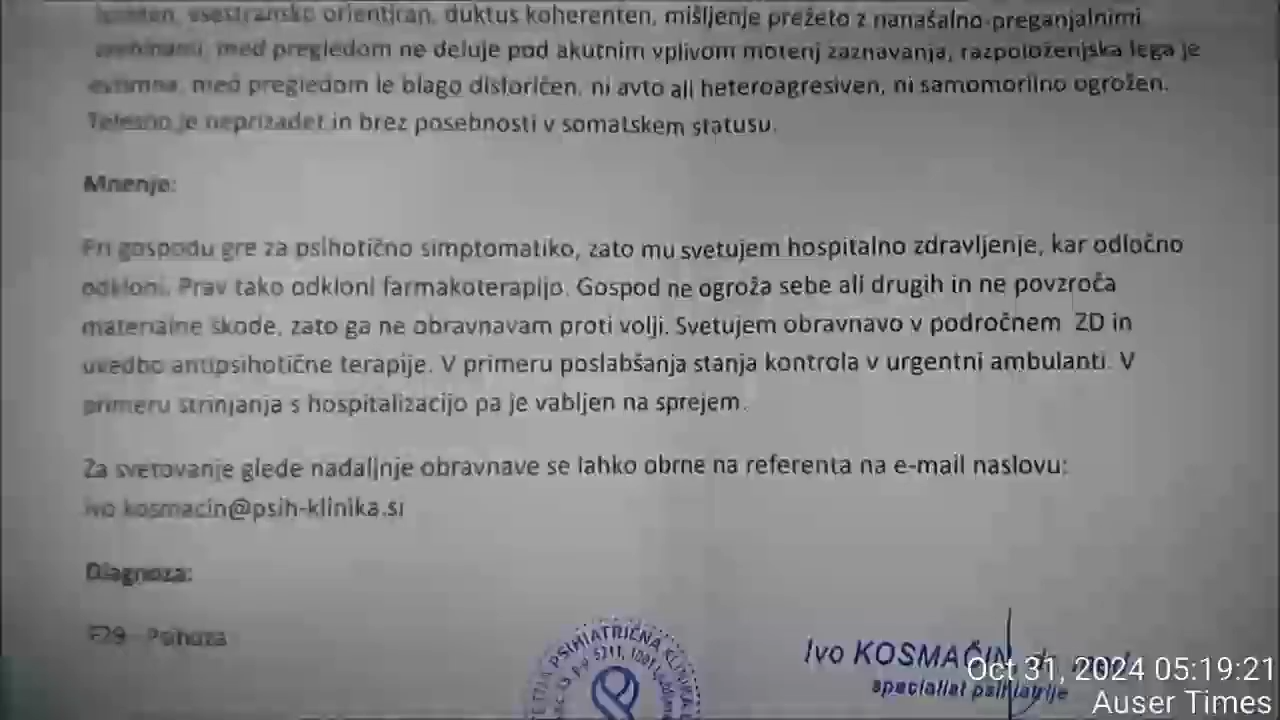 orientiran, duktus koherenten, mišljenje prežeto z nanašalno-preganjalnimi
vsebinami, med pregledom ne deluje pod akutnim vplivom motenj zaznavanja, razpoloženjska lega je
evtimna, med pregledom le blago disforičen, ni avto ali heteroagresiven, ni samomorilno ogrožen.
Telesno je neprizadet in brez posebnosti v somatskem statusu.
Mnenje:
Pri gospodu gre za psihotično simptomatiko, zato mu svetujem hospitalno zdravljenje, kar odločno
odkloni. Prav tako odkloni farmakoterapijo. Gospod ne ogroža sebe ali drugih in ne povzroča
materialne škode, zato ga ne obravnavam proti volji. Svetujem obravnavo v področnem ZD in
uvedbo antipsihotične terapije. V primeru poslabšanja stanja kontrola v urgentni ambulanti. V
primeru strinjanja s hospitalizacijo pa je vabljen na sprejem.
Za svetovanje glede nadaljnje obravnave se lahko obrne na referenta na e-mail naslovu:
ivo.kosmacin@psih-klinika.si
Diagnoza:
F29 - Psihoza
PSIHIATRIČNA KLINIKA
Ivo KOSMAČIN, dr. med.
specialist psihiatrije
Oct 31, 2024 05:19:21
Auser Times